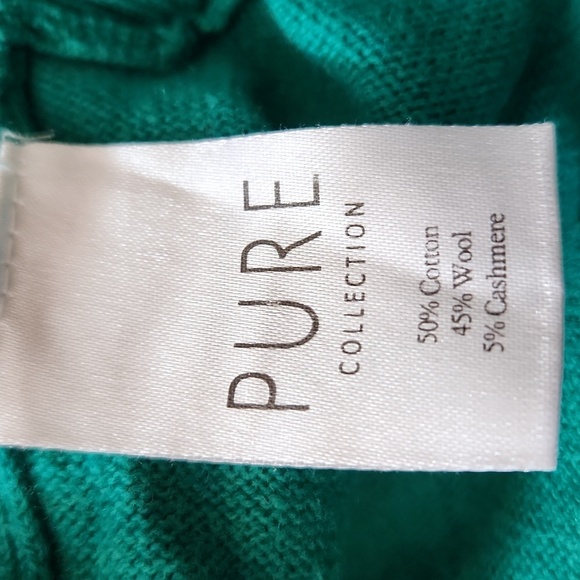 PURE
COLLECTION
50% Cotton
45% Wool
5% Cashmere